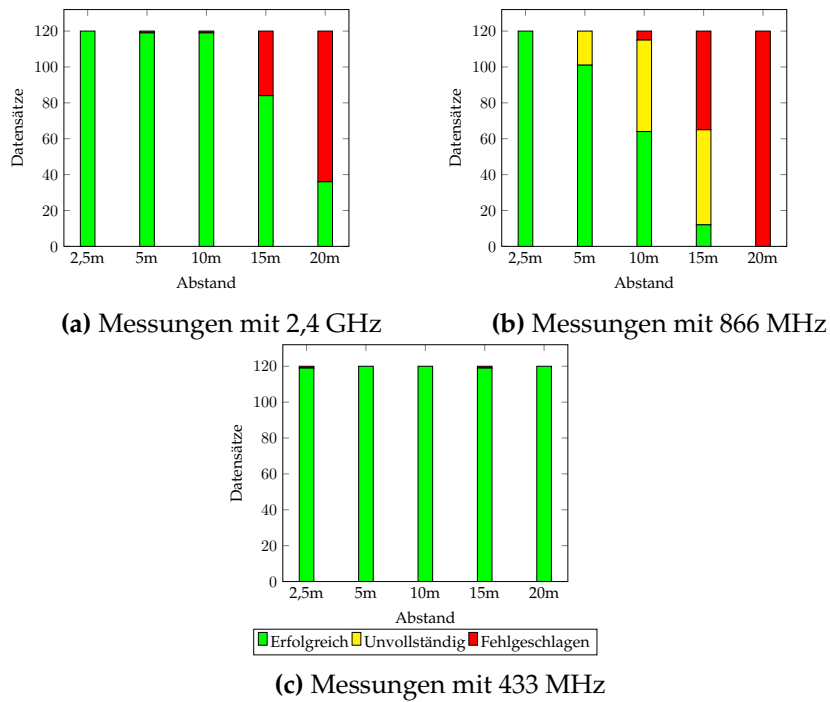 120
100
80
60
40
20
0
Datensätze
2,5m 5m 10m 15m 20m
Abstand
(a) Messungen mit 2,4 GHz
120
100
80
60
40
20
0
Datensätze
2,5m 5m 10m 15m 20m
Abstand
(b) Messungen mit 866 MHz
120
100
80
60
40
20
0
Datensätze
2,5m 5m 10m 15m 20m
Abstand
Erfolgreich Unvollständig Fehlgeschlagen
(c) Messungen mit 433 MHz